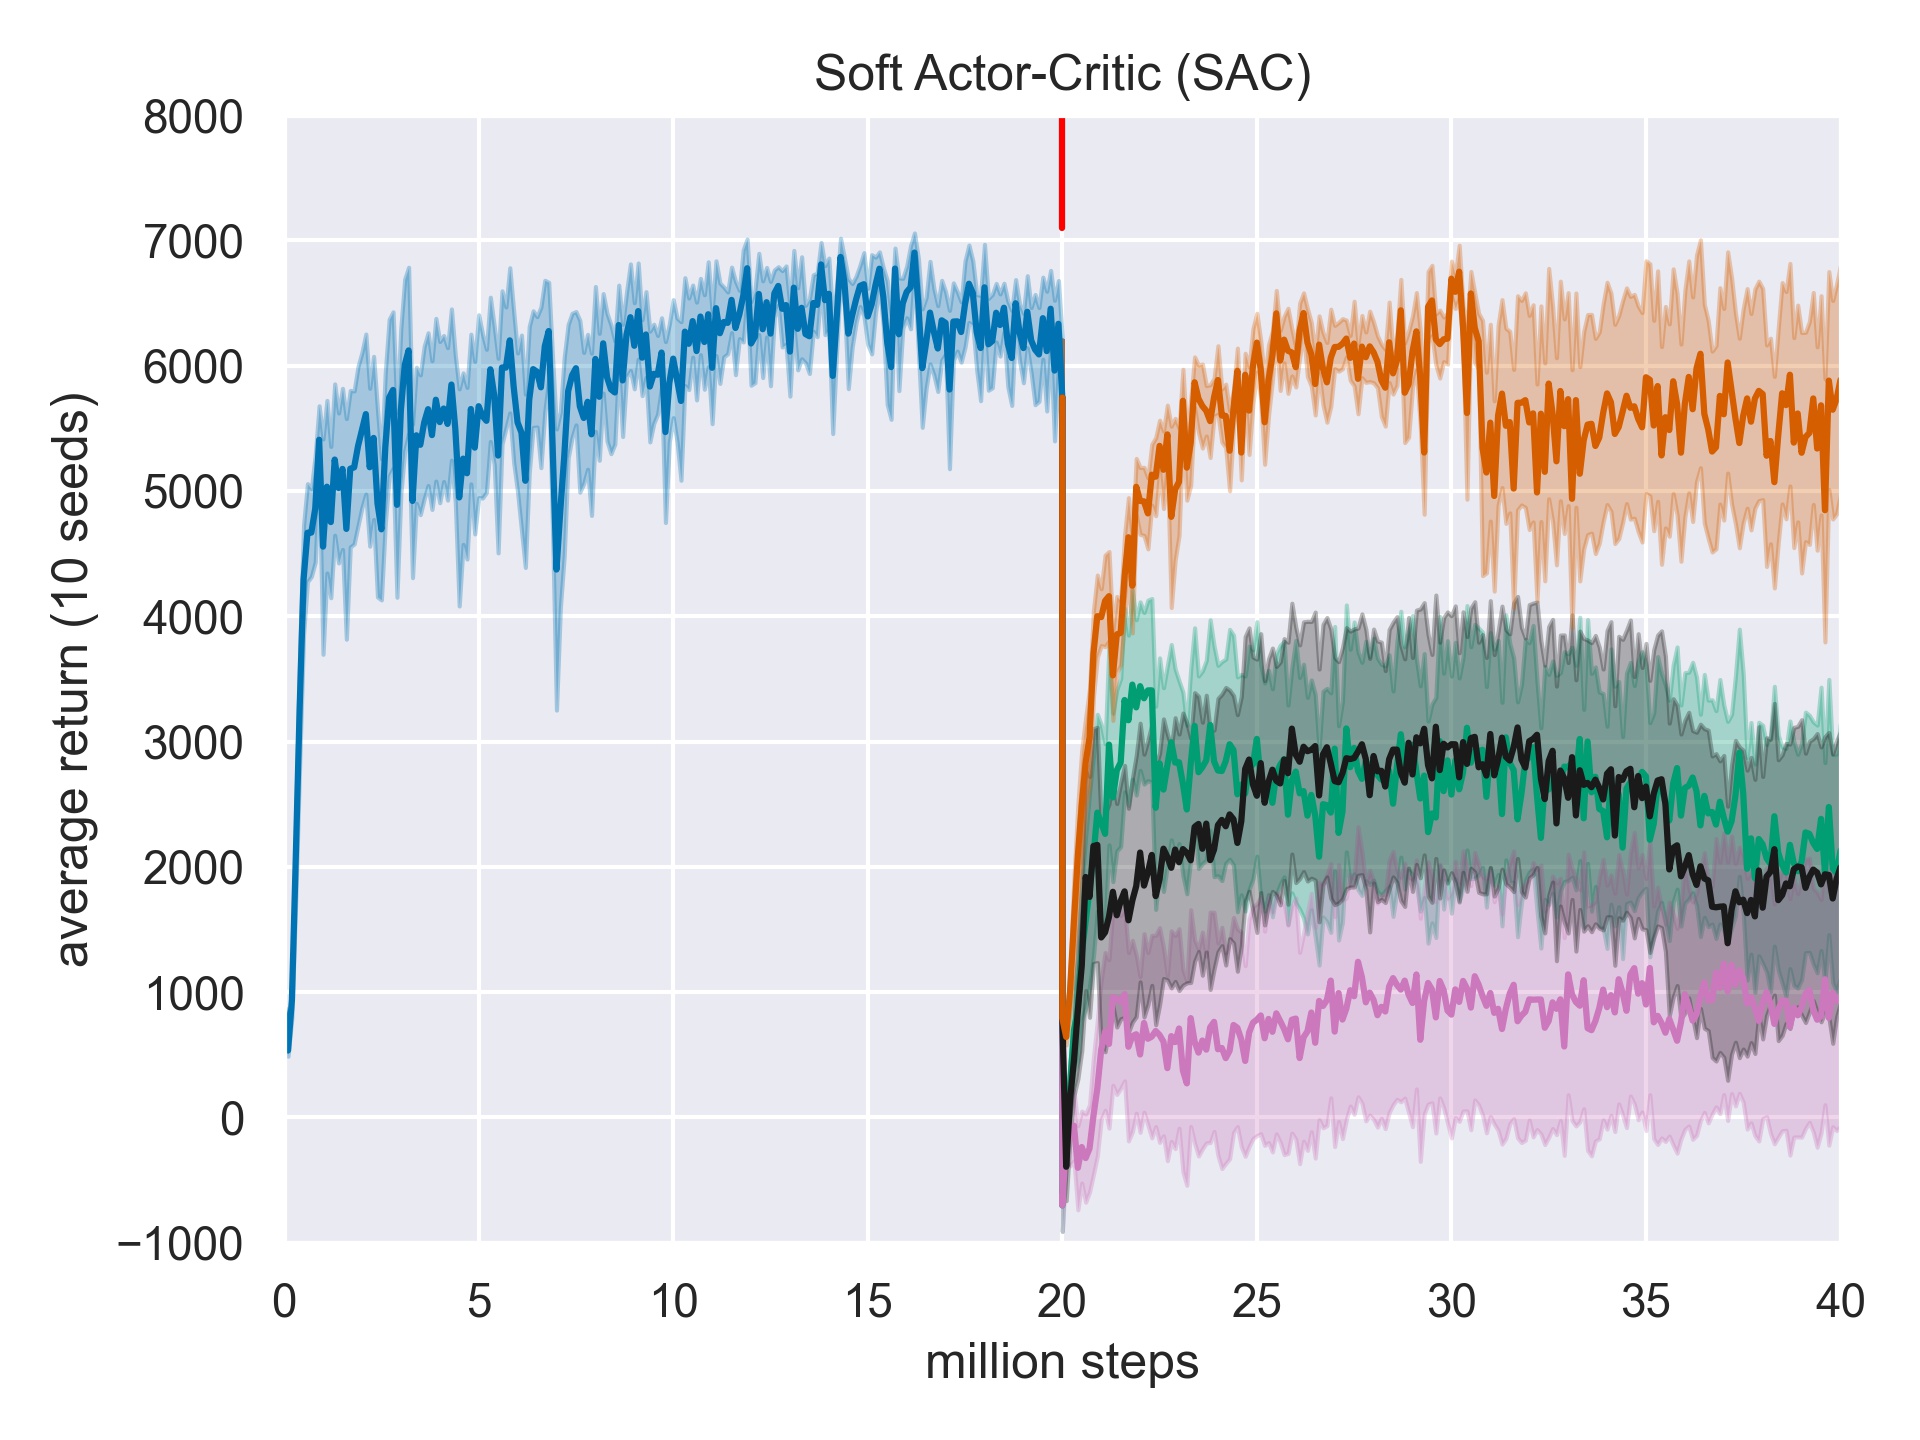 Soft Actor-Critic (SAC)
8000
7000
6000
5000
4000
3000
2000
1000
0
−1000
average return (10 seeds)
0 5 10 15 20 25 30 35 40
million steps